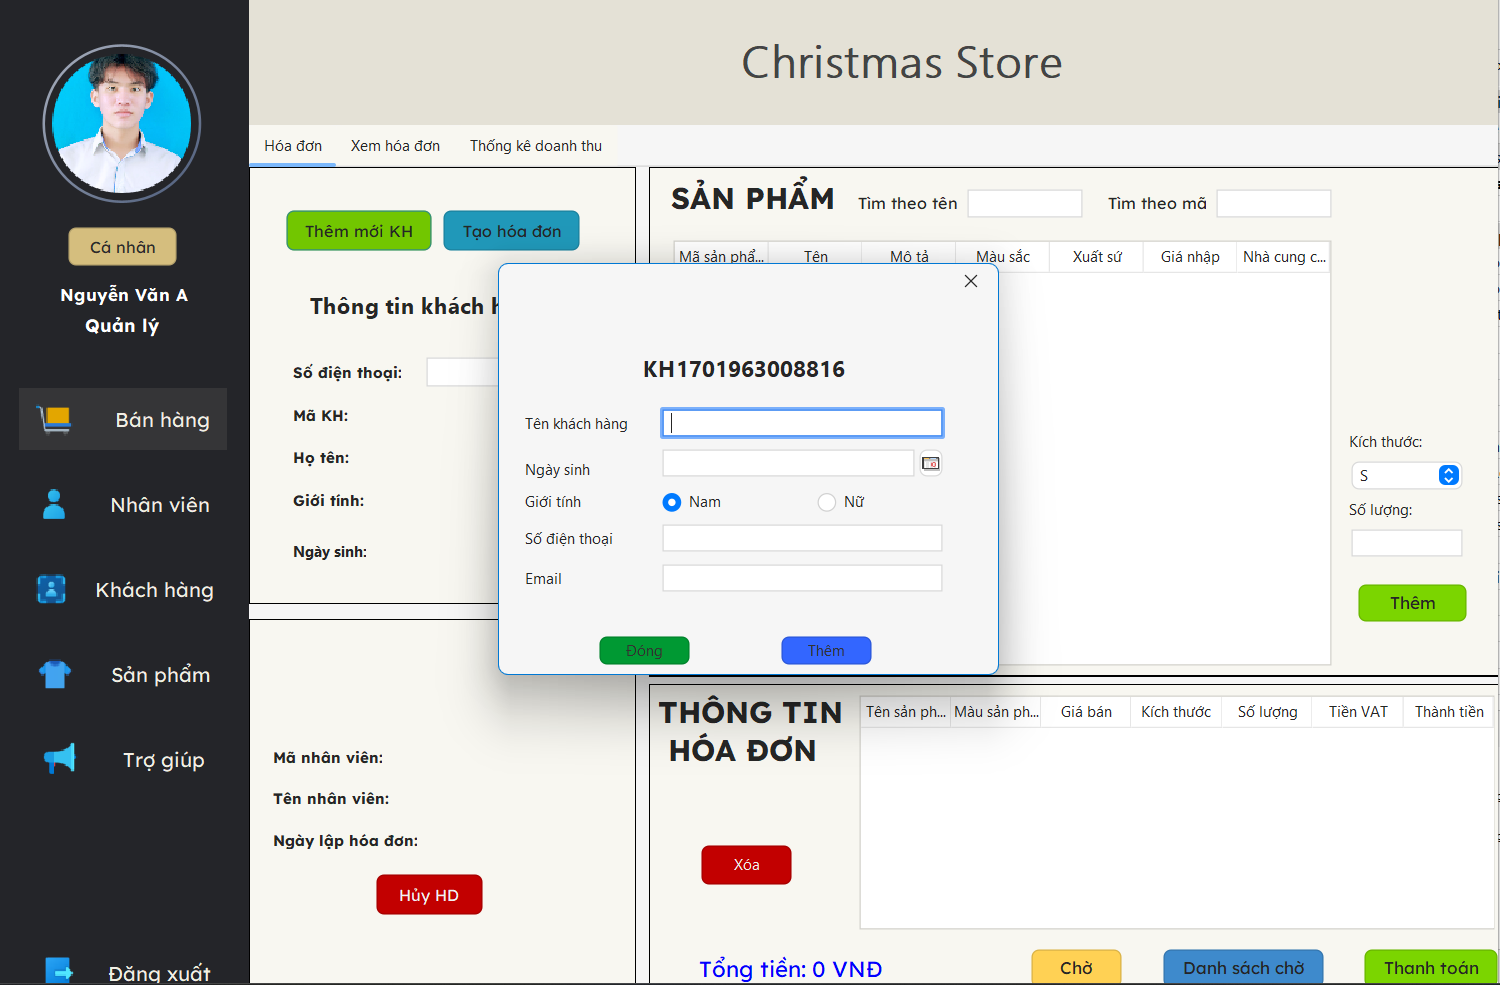 Christmas Store
Cá nhân
Nguyễn Văn A
Quản lý
Bán hàng
Nhân viên
Khách hàng
Sản phẩm
Trợ giúp
Đăng xuất
Hóa đơn Xem hóa đơn Thống kê doanh thu
Thêm mới KH Tạo hóa đơn
Thông tin khách h
Số điện thoại:
Mã KH:
Họ tên:
Giới tính:
Ngày sinh:
Mã nhân viên:
Tên nhân viên:
Ngày lập hóa đơn:
Hủy HD
SẢN PHẨM Tìm theo tên Tìm theo mã
Mã sản phẩ... Tên Mô tả Màu sắc Xuất sứ Giá nhập Nhà cung c...
KH1701963008816
Tên khách hàng
Ngày sinh
Giới tính Nam Nữ
Số điện thoại
Email
Đóng Thêm
Kích thước:
S
Số lượng:
Thêm
THÔNG TIN
HÓA ĐƠN
Tên sản ph... Màu sản ph... Giá bán Kích thước Số lượng Tiền VAT Thành tiền
Xóa
Tổng tiền: 0 VNĐ
Chờ Danh sách chờ Thanh toán